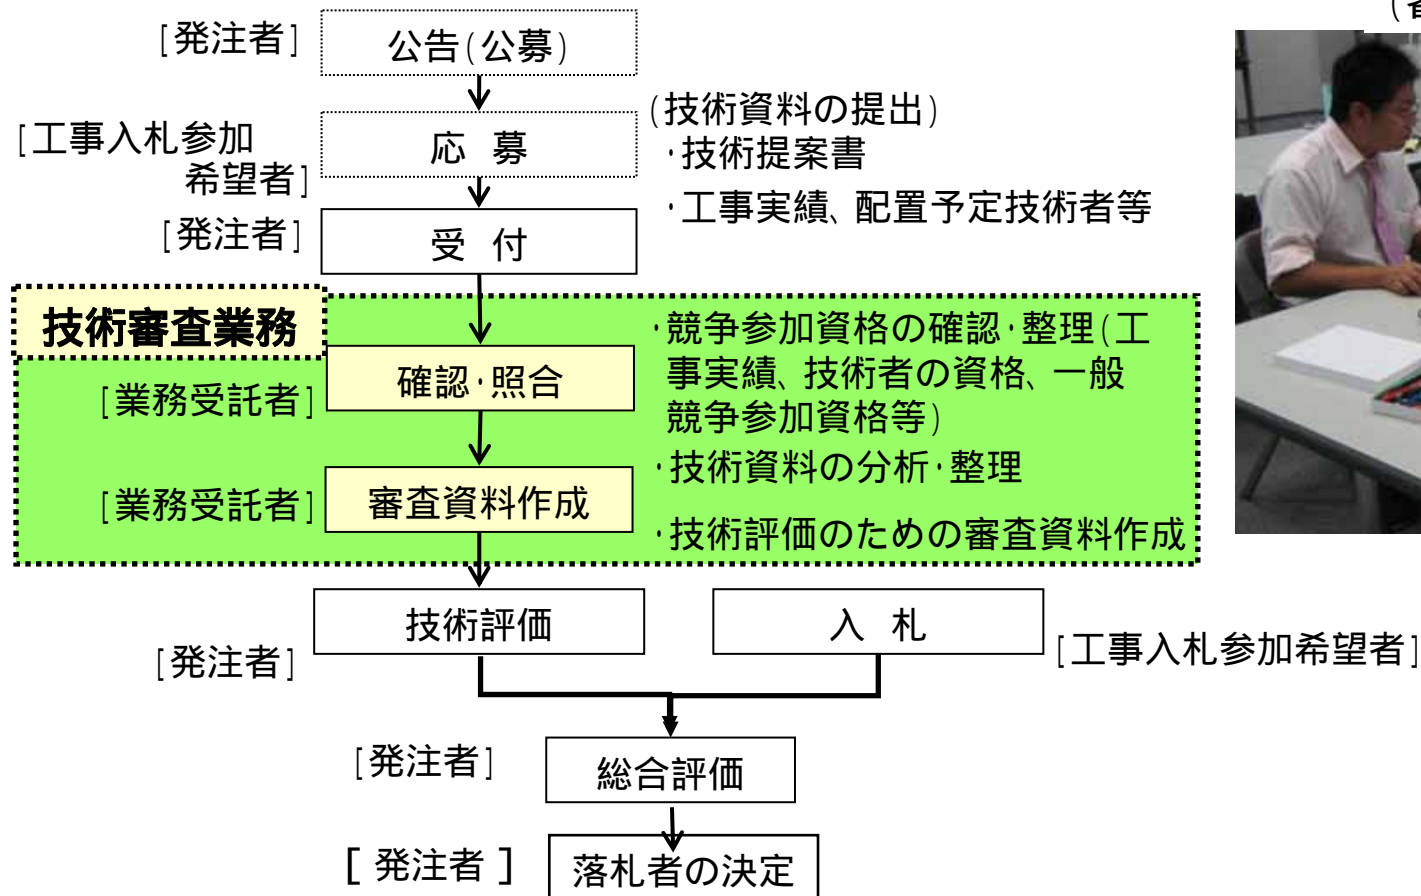 [発注者]
公告(公募)
[工事入札参加
希望者]
応 募
(技術資料の提出)
・技術提案書
・工事実績、配置予定技術者等
[発注者]
受 付
技術審査業務
[業務受託者]
確認・照合
・競争参加資格の確認・整理(工
事実績、技術者の資格、一般
競争参加資格等)
・技術資料の分析・整理
[業務受託者]
審査資料作成
・技術評価のための審査資料作成
[発注者]
技術評価
入 札
[工事入札参加希望者]
[発注者]
総合評価
[発注者]
落札者の決定